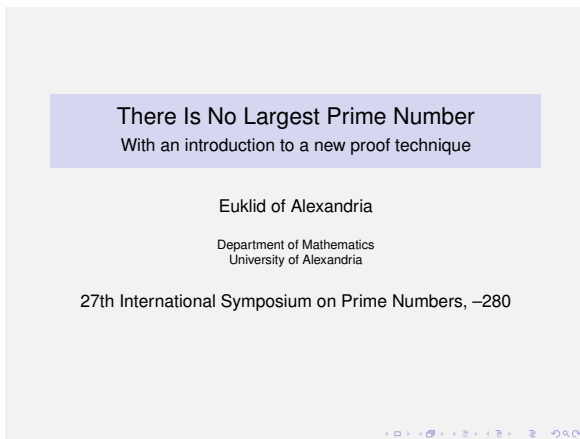 There Is No Largest Prime Number
With an introduction to a new proof technique
Euklid of Alexandria
Department of Mathematics
University of Alexandria
27th International Symposium on Prime Numbers, –280